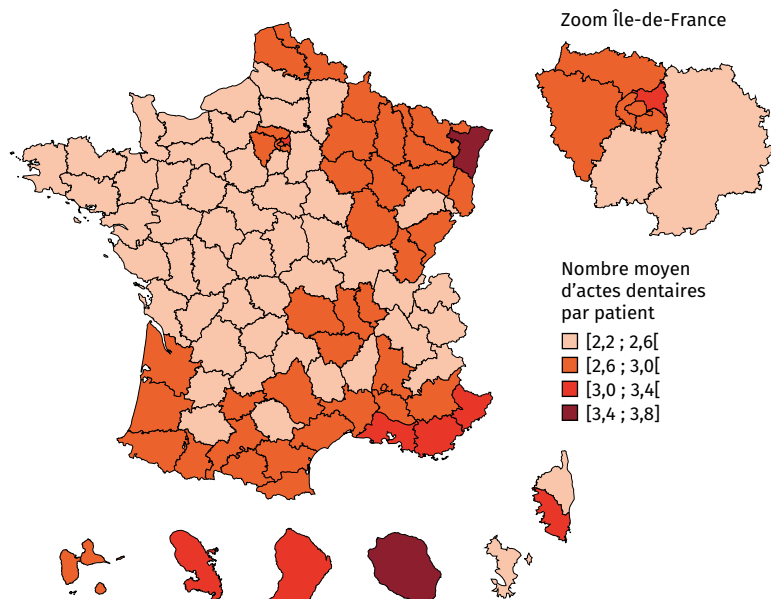 Zoom Île-de-France
Nombre moyen
d'actes dentaires
par patient
[2,2 ; 2,6[
[2,6 ; 3,0[
[3,0 ; 3,4[
[3,4 ; 3,8]